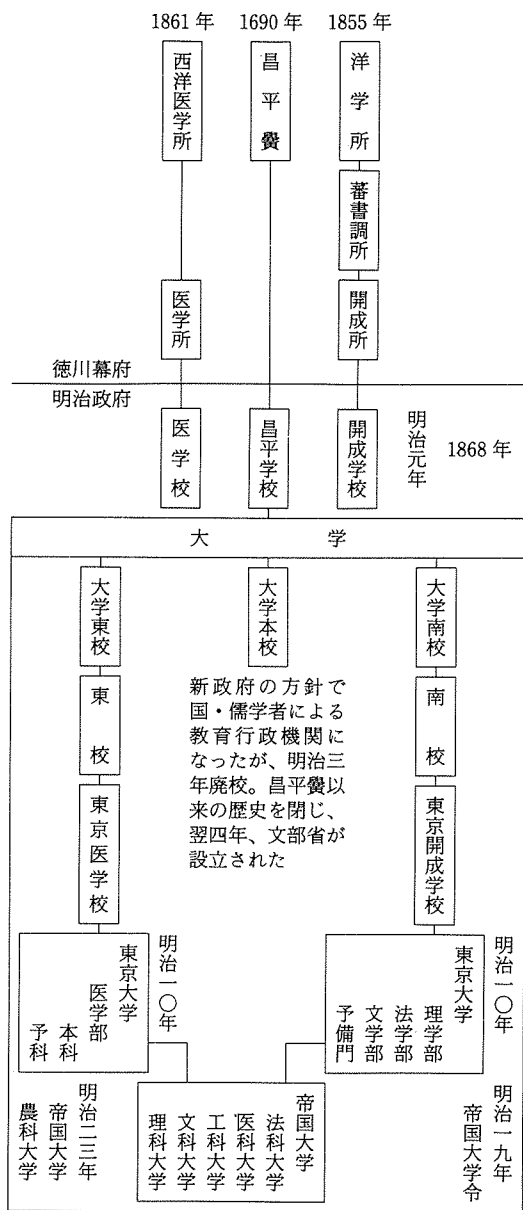 1861年
1690年
1855年
西洋医学所
昌平黌
洋学所
蕃書調所
医学所
開成所
徳川幕府
明治政府
医学校
昌平学校
開成学校
明治元年
1868年
大学
大学東校
大学本校
大学南校
東校
南校
新政府の方針で
国・儒学者による
教育行政機関に
なったが、明治三
年廃校。昌平黌以
来の歴史を閉じ、
翌四年、文部省が
設立された
東京医学校
東京開成学校
明治一〇年
東京大学
医学部
本科
予科
明治一〇年
東京大学
理学部
法学部
文学部
予備門
明治一九年
帝国大学令
帝国大学
法科大学
医科大学
工科大学
文科大学
理科大学
明治二三年
帝国大学
農科大学